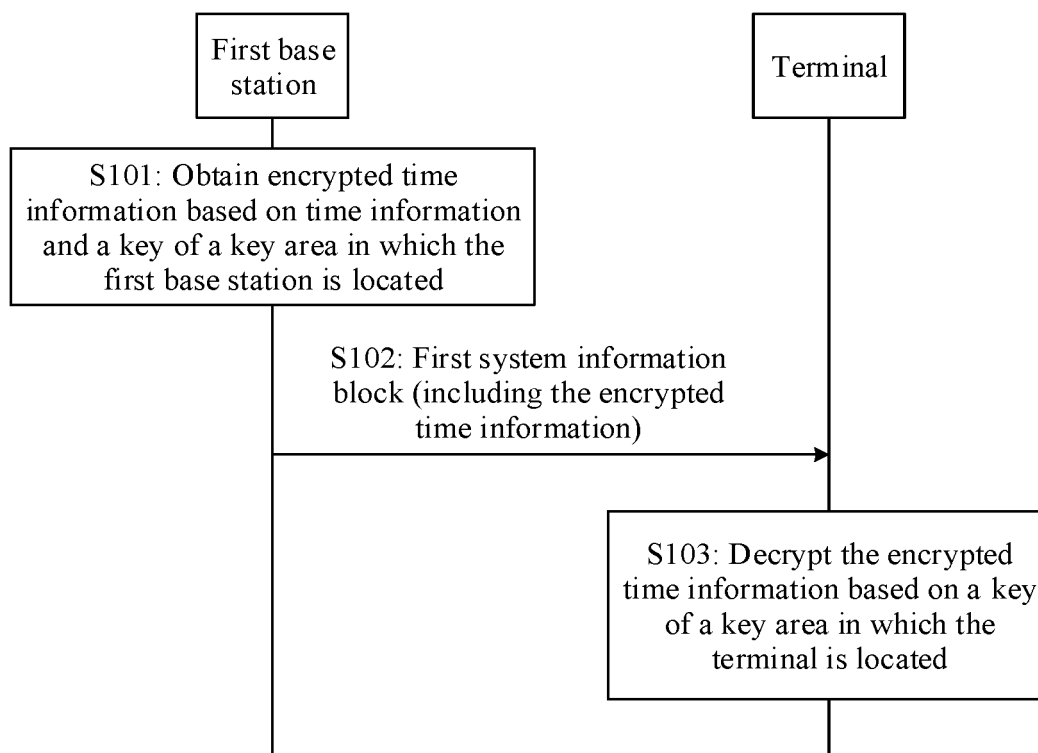 First base
station
Terminal
S101: Obtain encrypted time
information based on time information
and a key of a key area in which the
first base station is located
S102: First system information
block (including the encrypted
time information)
S103: Decrypt the encrypted
time information based on a key
of a key area in which the
terminal is located